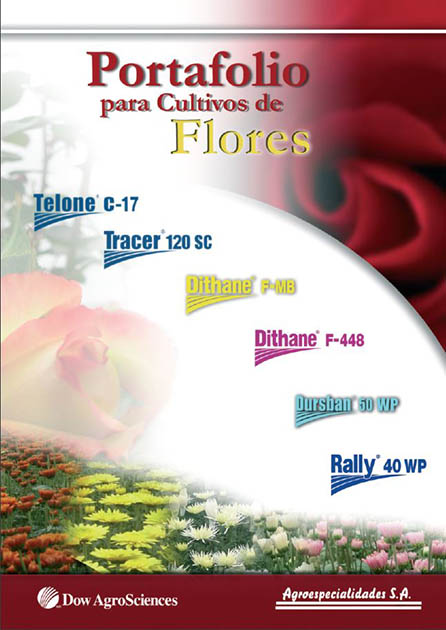 Portafolio
para Cultivos de
Flores
Telone® C-17
Tracer® 120 SC
Dithane® F-MB
Dithane® F-448
Dursban® 50 WP
Rally® 40 WP
Dow AgroSciences
Agroespecialidades S.A.